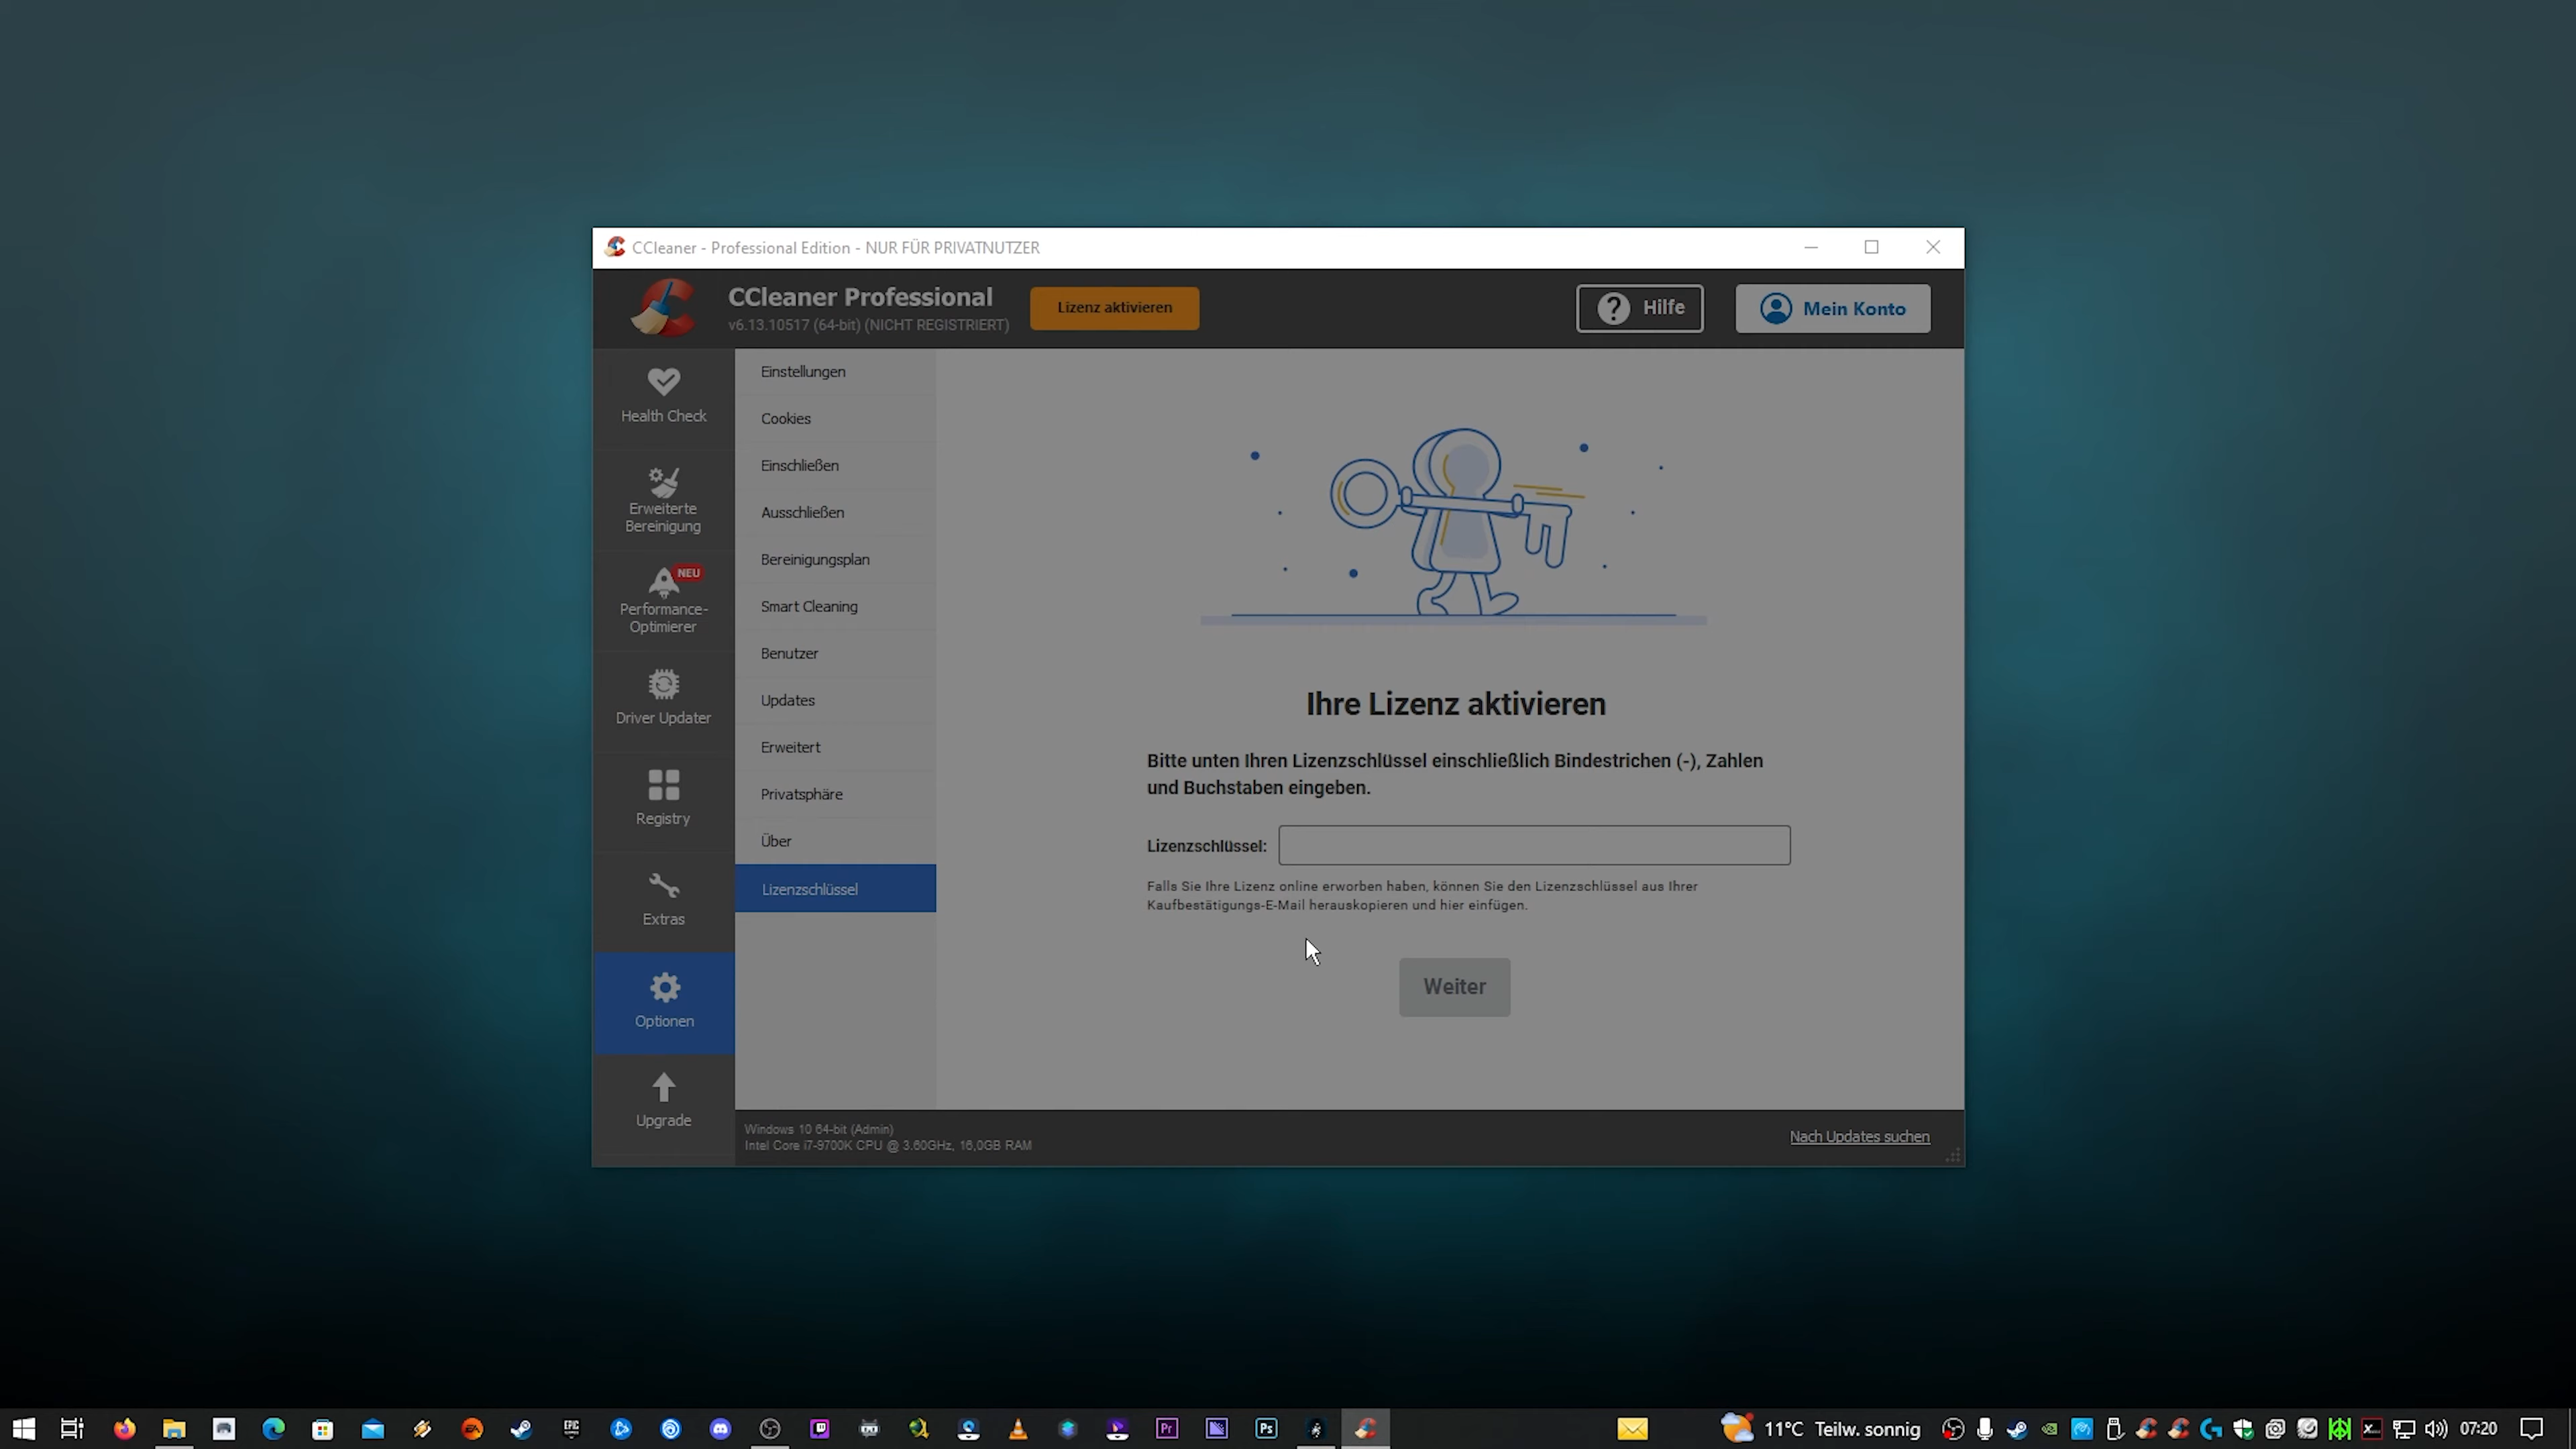 CCleaner - Professional Edition - NUR FÜR PRIVATNUTZER
CCleaner Professional
v6.13.10517 (64-bit) (NICHT REGISTRIERT)
Lizenz aktivieren
Hilfe
Mein Konto
Health Check
Erweiterte
Bereinigung
NEU
Performance-
Optimierer
Driver Updater
Registry
Extras
Optionen
Upgrade
Einstellungen
Cookies
Einschließen
Ausschließen
Bereinigungsplan
Smart Cleaning
Benutzer
Updates
Erweitert
Privatsphäre
Über
Lizenzschlüssel
Ihre Lizenz aktivieren
Bitte unten Ihren Lizenzschlüssel einschließlich Bindestrichen (-), Zahlen
und Buchstaben eingeben.
Lizenzschlüssel:
Falls Sie Ihre Lizenz online erworben haben, können Sie den Lizenzschlüssel aus Ihrer
Kaufbestätigungs-E-Mail herauskopieren und hier einfügen.
Weiter
Windows 10 64-bit (Admin)
Intel Core i7-9700K CPU @ 3.60GHz, 16,0GB RAM
Nach Updates suchen
EA
EPIC
Pr
Ps
11°C Teilw. sonnig
07:20